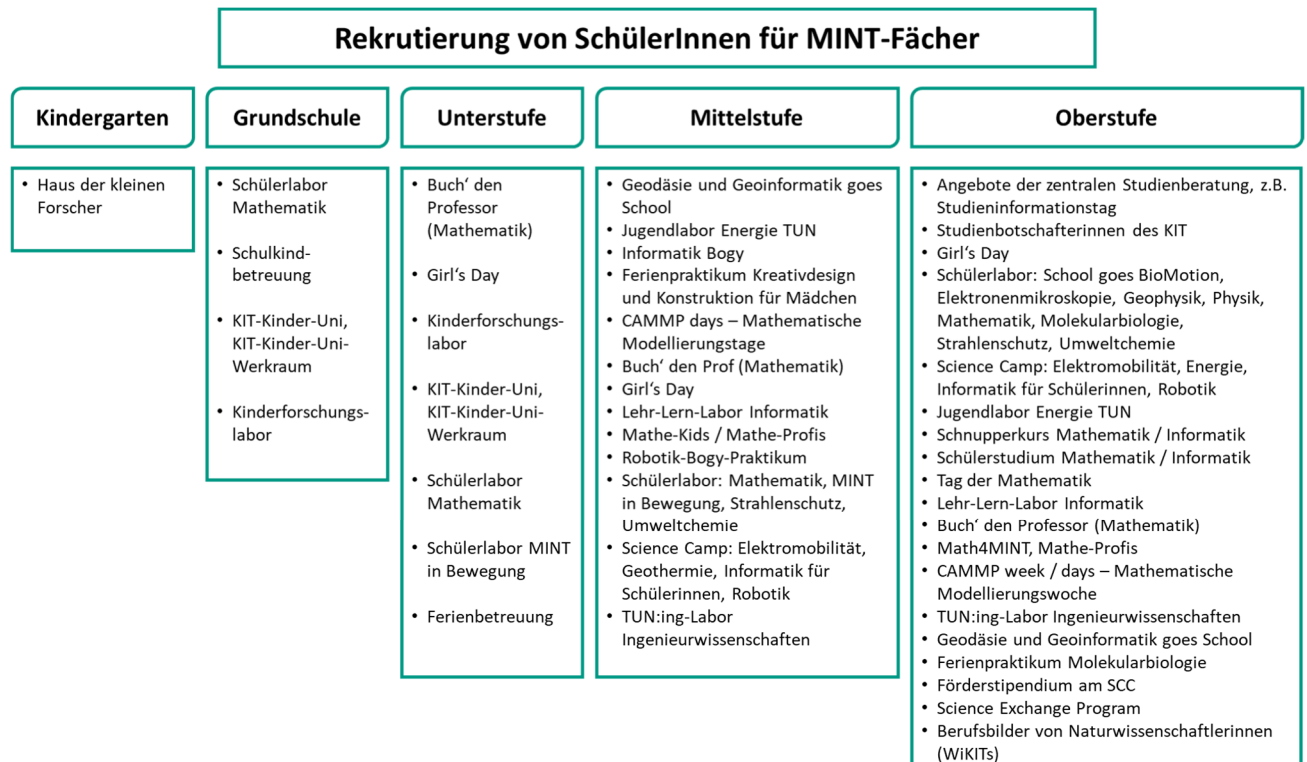 Rekrutierung von SchülerInnen für MINT-Fächer
Kindergarten
• Haus der kleinen
Forscher
Grundschule
• Schülerlabor
Mathematik
• Schulkind-
betreuung
• KIT-Kinder-Uni,
KIT-Kinder-Uni-
Werkraum
• Kinderforschungs-
labor
Unterstufe
• Buch‘ den
Professor
(Mathematik)
• Girl‘s Day
• Kinderforschungs-
labor
• KIT-Kinder-Uni,
KIT-Kinder-Uni-
Werkraum
• Schülerlabor
Mathematik
• Schülerlabor MINT
in Bewegung
• Ferienbetreuung
Mittelstufe
• Geodäsie und Geoinformatik goes
School
• Jugendlabor Energie TUN
• Informatik Bogy
• Ferienpraktikum Kreativdesign
und Konstruktion für Mädchen
• CAMMP days – Mathematische
Modellierungstage
• Buch‘ den Prof (Mathematik)
• Girl‘s Day
• Lehr-Lern-Labor Informatik
• Mathe-Kids / Mathe-Profis
• Robotik-Bogy-Praktikum
• Schülerlabor: Mathematik, MINT
in Bewegung, Strahlenschutz,
Umweltchemie
• Science Camp: Elektromobilität,
Geothermie, Informatik für
Schülerinnen, Robotik
• TUN:ing-Labor
Ingenieurwissenschaften
Oberstufe
• Angebote der zentralen Studienberatung, z.B.
Studieninformationstag
• Studienbotschafterinnen des KIT
• Girl‘s Day
• Schülerlabor: School goes BioMotion,
Elektronenmikroskopie, Geophysik, Physik,
Mathematik, Molekularbiologie,
Strahlenschutz, Umweltchemie
• Science Camp: Elektromobilität, Energie,
Informatik für Schülerinnen, Robotik
• Jugendlabor Energie TUN
• Schnupperkurs Mathematik / Informatik
• Schülerstudium Mathematik / Informatik
• Tag der Mathematik
• Lehr-Lern-Labor Informatik
• Buch‘ den Professor (Mathematik)
• Math4MINT, Mathe-Profis
• CAMMP week / days – Mathematische
Modellierungswoche
• TUN:ing-Labor Ingenieurwissenschaften
• Geodäsie und Geoinformatik goes School
• Ferienpraktikum Molekularbiologie
• Förderstipendium am SCC
• Science Exchange Program
• Berufsbilder von Naturwissenschaftlerinnen
(WiKITs)